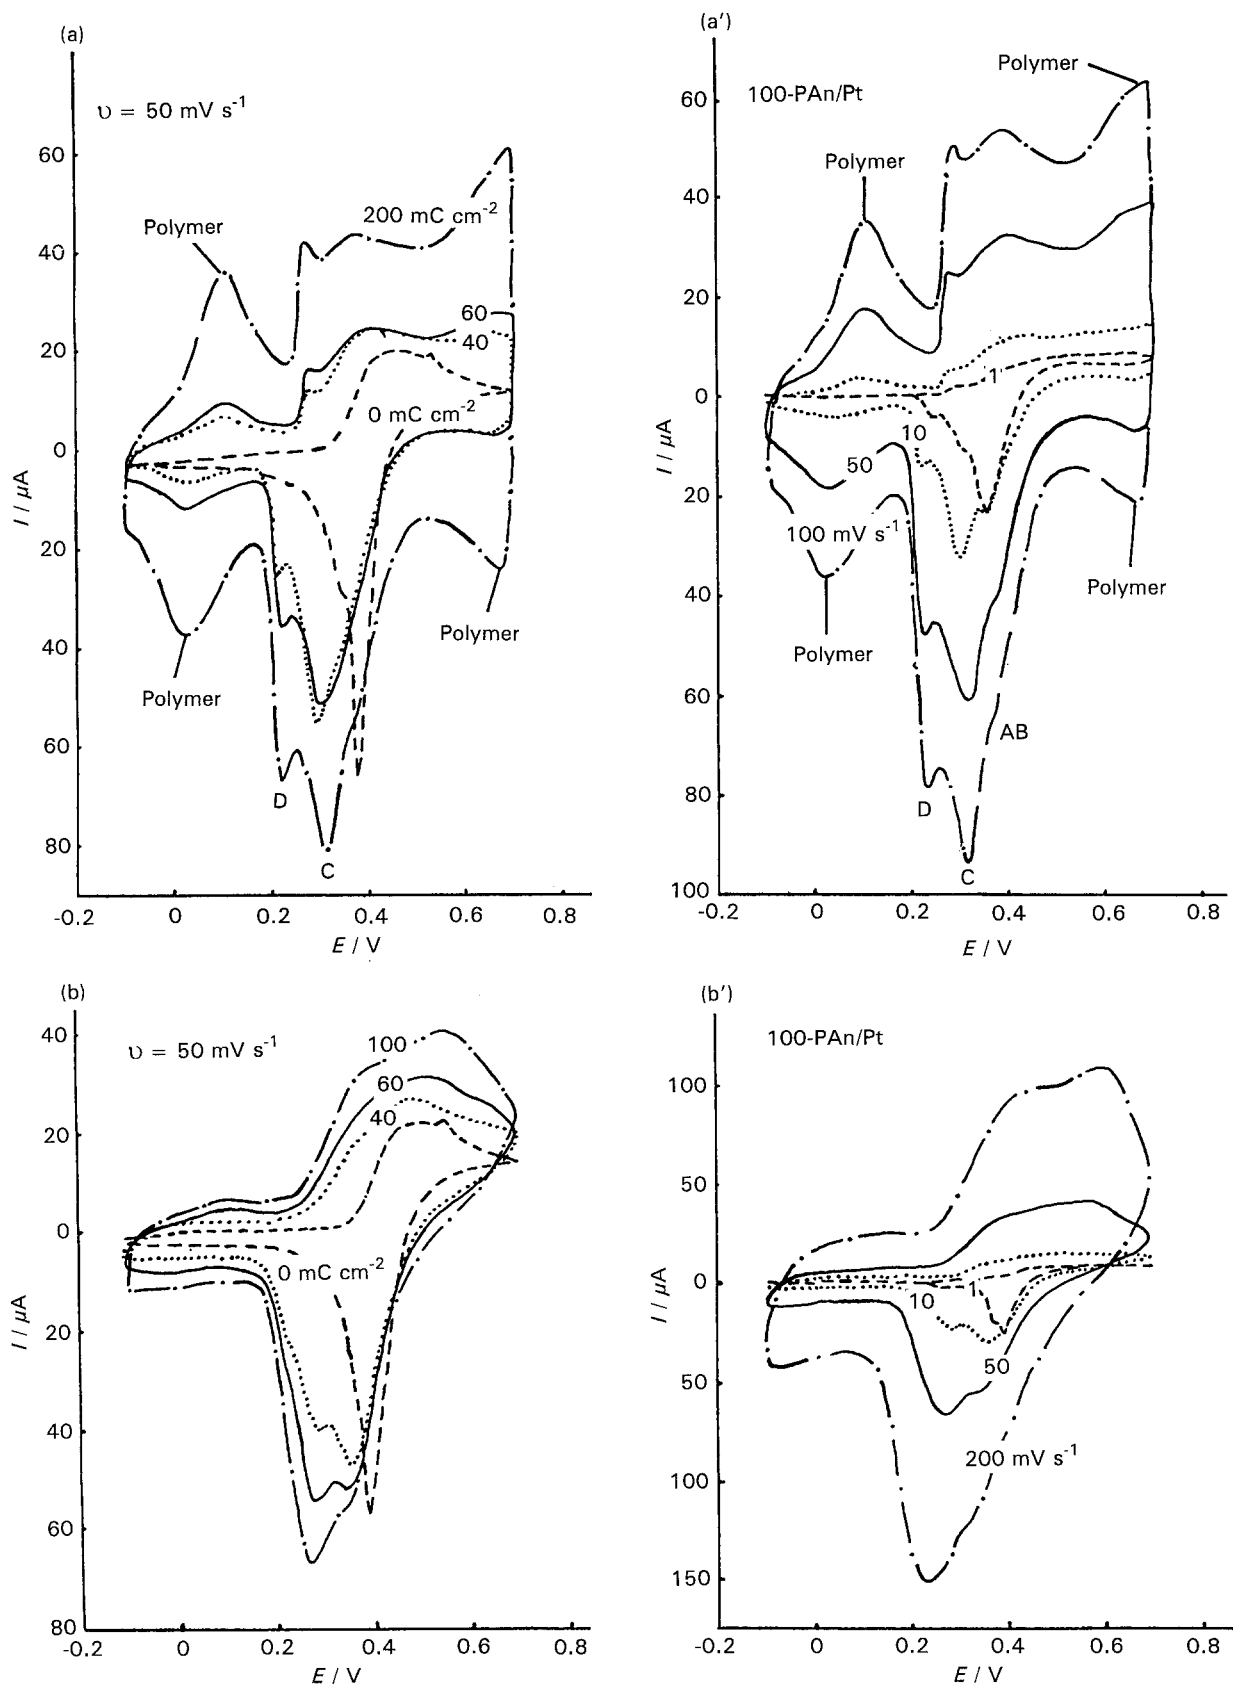 (a)
υ = 50 mV s⁻¹
60
40
20
0
20
40
60
80
I / μA
Polymer
200 mC cm⁻²
60
40
0 mC cm⁻²
Polymer
Polymer
D
C
-0.2
0
0.2
0.4
0.6
0.8
E / V
(a')
100-PAn/Pt
60
40
20
0
20
40
60
80
100
I / μA
Polymer
Polymer
1
10
50
100 mV s⁻¹
Polymer
Polymer
AB
D
C
-0.2
0
0.2
0.4
0.6
0.8
E / V
(b)
υ = 50 mV s⁻¹
40
20
0
20
40
60
80
I / μA
100
60
40
0 mC cm⁻²
-0.2
0
0.2
0.4
0.6
0.8
E / V
(b')
100-PAn/Pt
100
50
0
50
100
150
I / μA
1
10
50
200 mV s⁻¹
-0.2
0
0.2
0.4
0.6
0.8
E / V